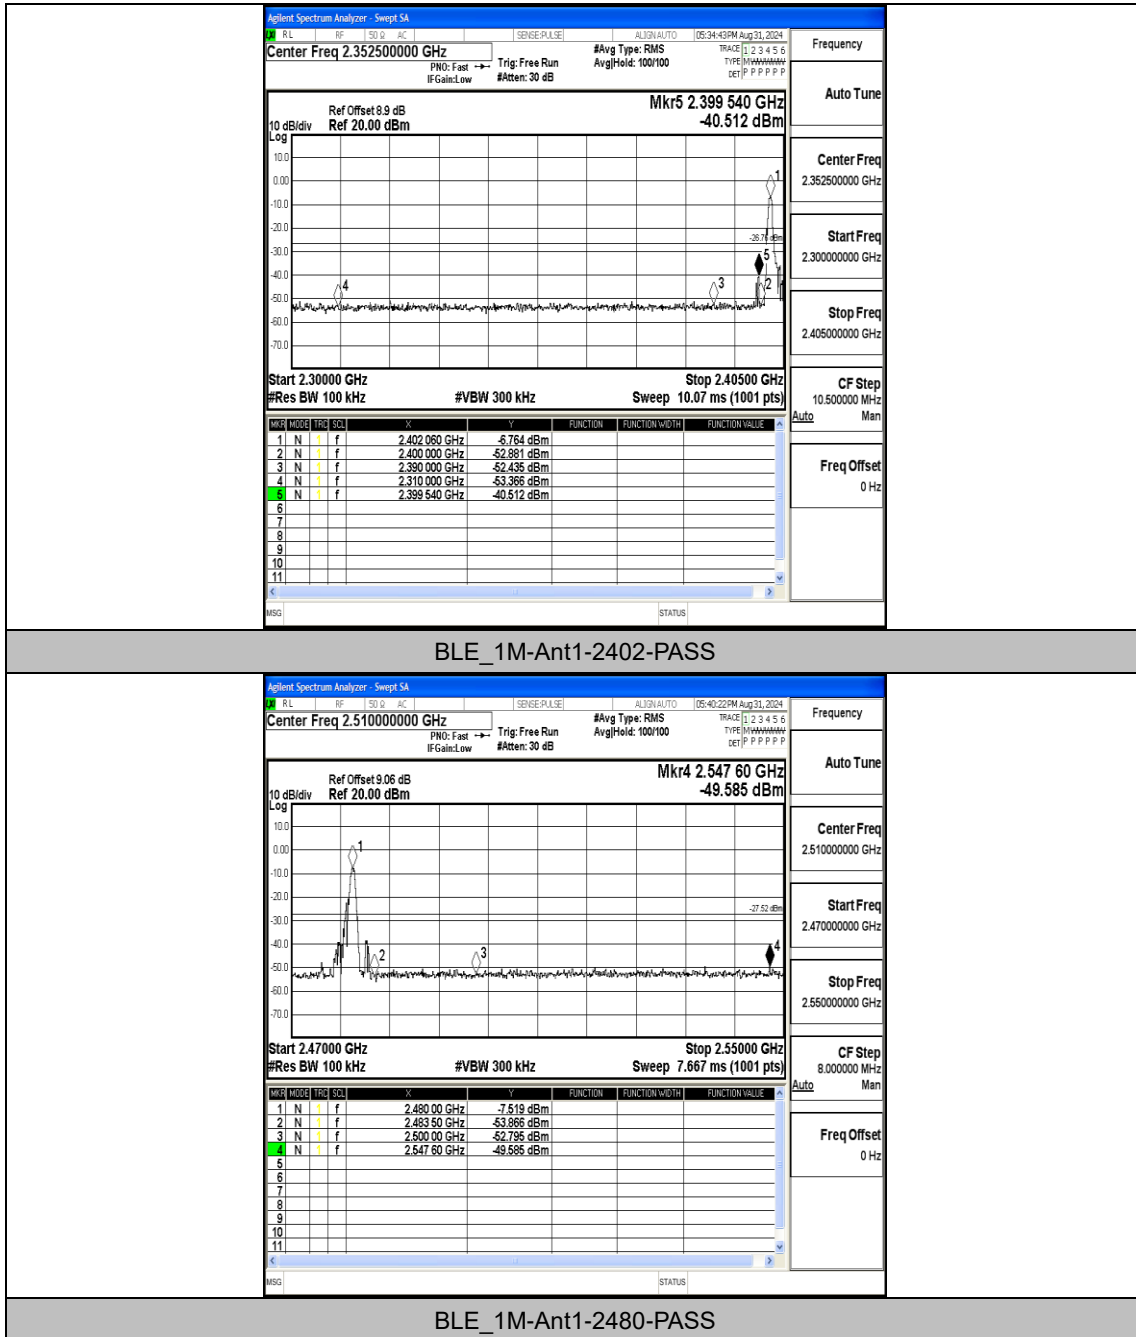 Agilent Spectrum Analyzer - Swept SA
RL RF 50 Ω AC SENSE:PULSE ALIGN AUTO 05:34:43 PM Aug 31, 2024
Center Freq 2.352500000 GHz
PNO: Fast
IFGain:Low
Trig: Free Run
#Atten: 30 dB
#Avg Type: RMS
Avg|Hold: 100/100
TRACE 1 2 3 4 5 6
TYPE
DET P P P P P P
Frequency
Auto Tune
Center Freq
2.352500000 GHz
Start Freq
2.300000000 GHz
Stop Freq
2.405000000 GHz
CF Step
10.500000 MHz
Auto Man
Freq Offset
0 Hz
Mkr5 2.399 540 GHz
-40.512 dBm
Ref Offset 8.9 dB
10 dB/div Ref 20.00 dBm
Log
10.0
0.00
-10.0
-20.0
-30.0
-40.0
-50.0
-60.0
-70.0
-26.76 dBm
1
5
4
3
2
Start 2.30000 GHz Stop 2.40500 GHz
#Res BW 100 kHz #VBW 300 kHz Sweep 10.07 ms (1001 pts)
MKR MODE TRC SCL X Y FUNCTION FUNCTION WIDTH FUNCTION VALUE
1 N 1 f 2.402 060 GHz -6.764 dBm
2 N 1 f 2.400 000 GHz -52.881 dBm
3 N 1 f 2.390 000 GHz -52.435 dBm
4 N 1 f 2.310 000 GHz -53.366 dBm
5 N 1 f 2.399 540 GHz -40.512 dBm
6
7
8
9
10
11
MSG STATUS
BLE_1M-Ant1-2402-PASS
Agilent Spectrum Analyzer - Swept SA
RL RF 50 Ω AC SENSE:PULSE ALIGN AUTO 05:40:22 PM Aug 31, 2024
Center Freq 2.510000000 GHz
PNO: Fast
IFGain:Low
Trig: Free Run
#Atten: 30 dB
#Avg Type: RMS
Avg|Hold: 100/100
TRACE 1 2 3 4 5 6
TYPE
DET P P P P P P
Frequency
Auto Tune
Center Freq
2.510000000 GHz
Start Freq
2.470000000 GHz
Stop Freq
2.550000000 GHz
CF Step
8.000000 MHz
Auto Man
Freq Offset
0 Hz
Mkr4 2.547 60 GHz
-49.585 dBm
Ref Offset 9.06 dB
10 dB/div Ref 20.00 dBm
Log
10.0
0.00
-10.0
-20.0
-30.0
-40.0
-50.0
-60.0
-70.0
-27.52 dBm
1
2
3
4
Start 2.47000 GHz Stop 2.55000 GHz
#Res BW 100 kHz #VBW 300 kHz Sweep 7.667 ms (1001 pts)
MKR MODE TRC SCL X Y FUNCTION FUNCTION WIDTH FUNCTION VALUE
1 N 1 f 2.480 00 GHz -7.519 dBm
2 N 1 f 2.483 50 GHz -53.866 dBm
3 N 1 f 2.500 00 GHz -52.795 dBm
4 N 1 f 2.547 60 GHz -49.585 dBm
5
6
7
8
9
10
11
MSG STATUS
BLE_1M-Ant1-2480-PASS